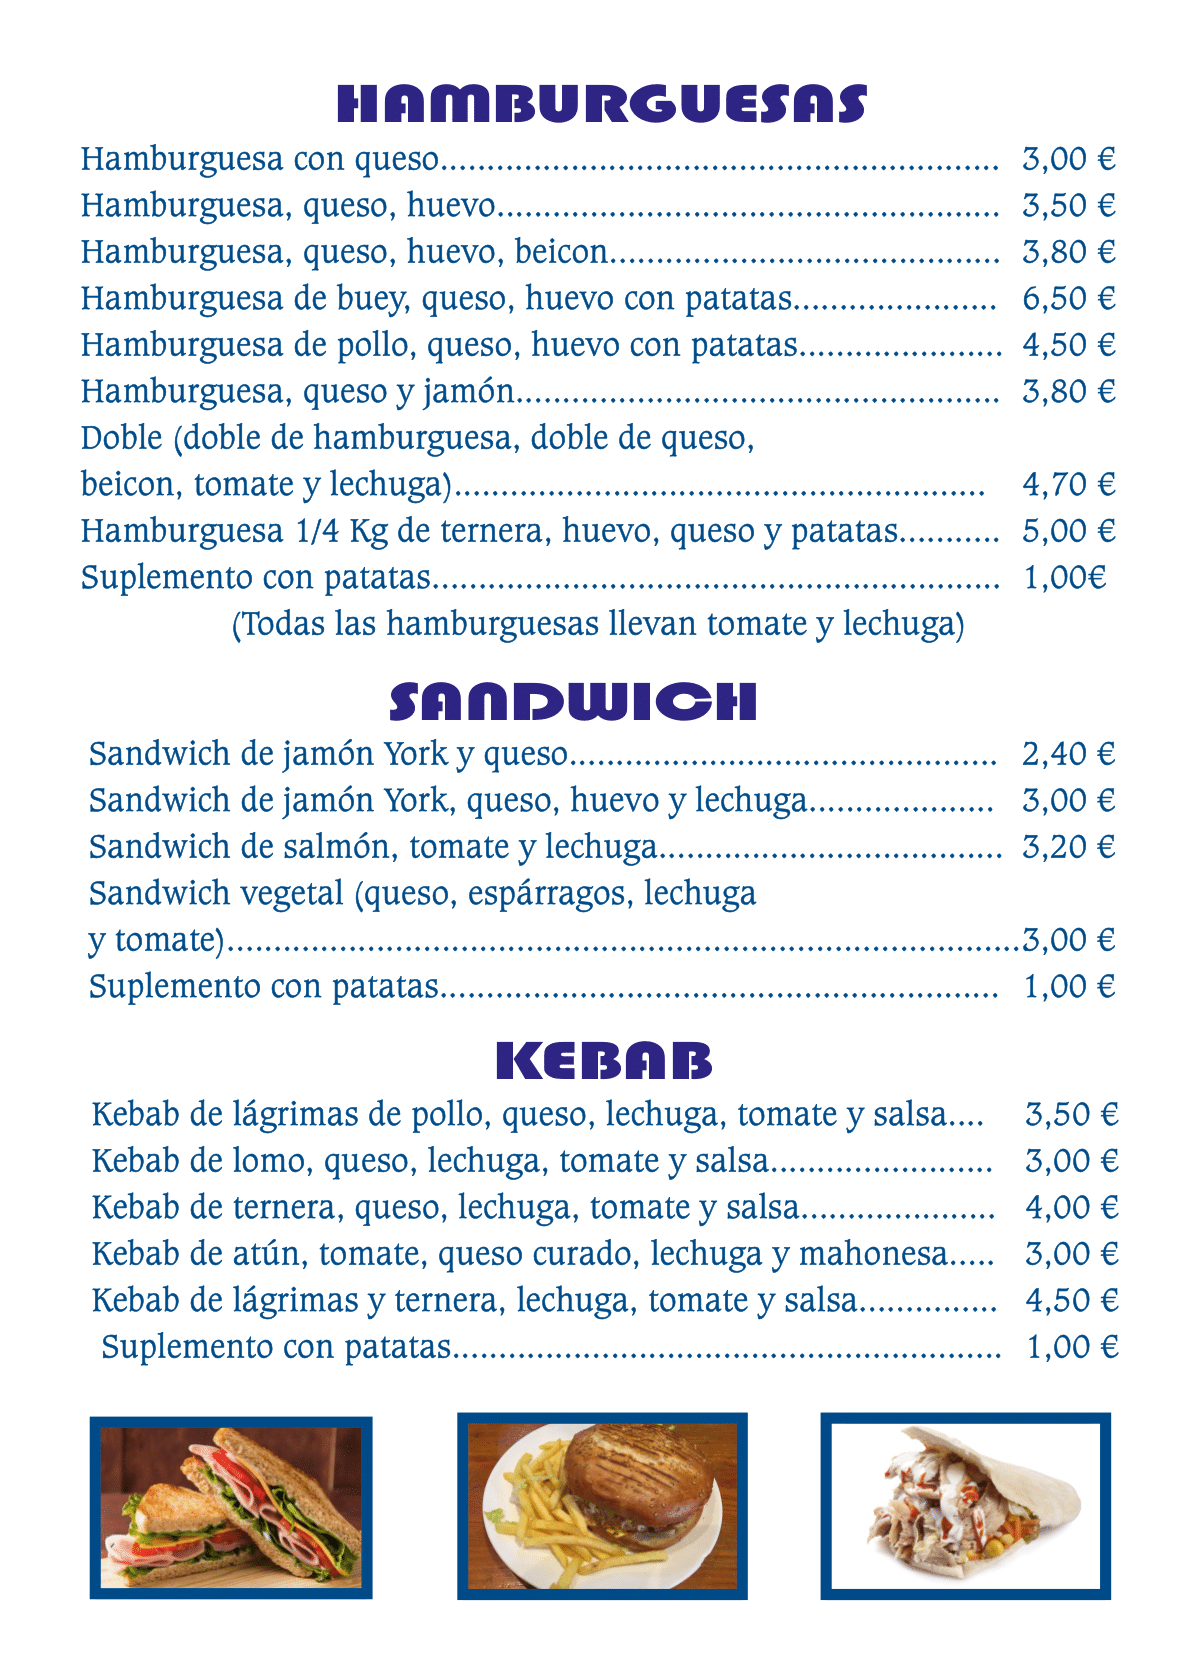 HAMBURGUESAS
Hamburguesa con queso............................................................ 3,00 €
Hamburguesa, queso, huevo...................................................... 3,50 €
Hamburguesa, queso, huevo, beicon.......................................... 3,80 €
Hamburguesa de buey, queso, huevo con patatas...................... 6,50 €
Hamburguesa de pollo, queso, huevo con patatas...................... 4,50 €
Hamburguesa, queso y jamón.................................................... 3,80 €
Doble (doble de hamburguesa, doble de queso,
beicon, tomate y lechuga)......................................................... 4,70 €
Hamburguesa 1/4 Kg de ternera, huevo, queso y patatas........... 5,00 €
Suplemento con patatas............................................................. 1,00€
(Todas las hamburguesas llevan tomate y lechuga)
SANDWICH
Sandwich de jamón York y queso.............................................. 2,40 €
Sandwich de jamón York, queso, huevo y lechuga.................... 3,00 €
Sandwich de salmón, tomate y lechuga..................................... 3,20 €
Sandwich vegetal (queso, espárragos, lechuga
y tomate).....................................................................................3,00 €
Suplemento con patatas............................................................ 1,00 €
KEBAB
Kebab de lágrimas de pollo, queso, lechuga, tomate y salsa.... 3,50 €
Kebab de lomo, queso, lechuga, tomate y salsa........................ 3,00 €
Kebab de ternera, queso, lechuga, tomate y salsa..................... 4,00 €
Kebab de atún, tomate, queso curado, lechuga y mahonesa..... 3,00 €
Kebab de lágrimas y ternera, lechuga, tomate y salsa............... 4,50 €
Suplemento con patatas........................................................... 1,00 €